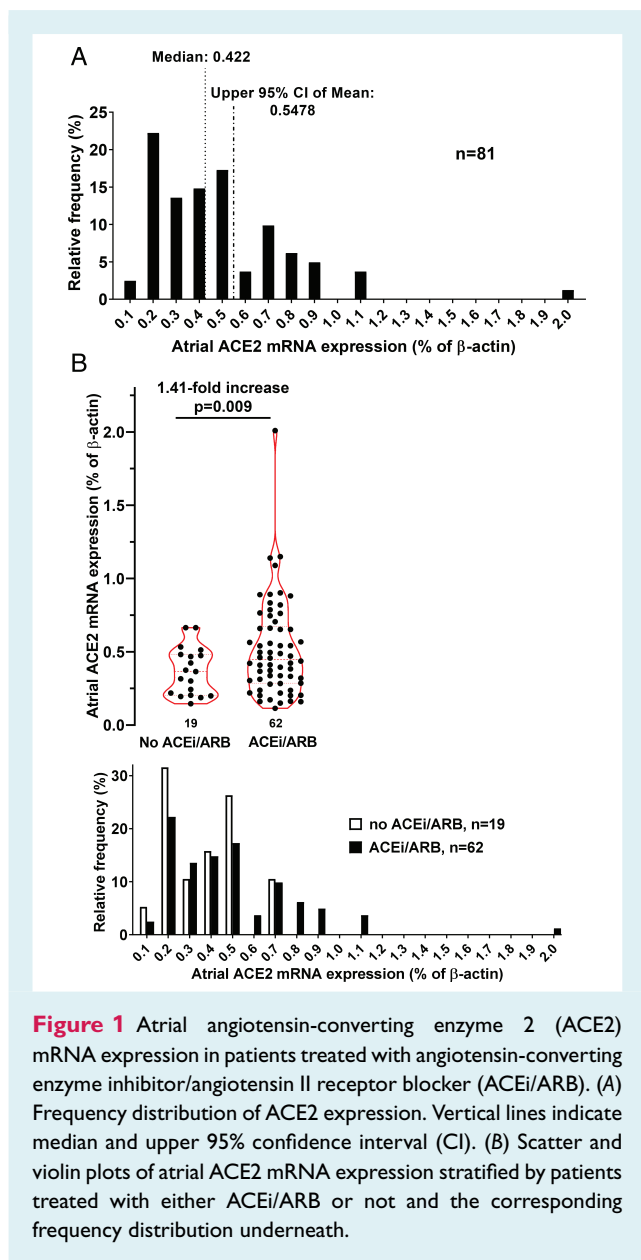 A
Median: 0.422
Upper 95% CI of Mean:
0.5478
n=81
Relative frequency (%)
25
20
15
10
5
0
0.1 0.2 0.3 0.4 0.5 0.6 0.7 0.8 0.9 1.0 1.1 1.2 1.3 1.4 1.5 1.6 1.7 1.8 1.9 2.0
Atrial ACE2 mRNA expression (% of β-actin)
B
1.41-fold increase
p=0.009
Atrial ACE2 mRNA expression (% of β-actin)
2.0
1.5
1.0
0.5
0.0
19 62
No ACEi/ARB ACEi/ARB
Relative frequency (%)
30
20
10
0
no ACEi/ARB, n=19
ACEi/ARB, n=62
0.1 0.2 0.3 0.4 0.5 0.6 0.7 0.8 0.9 1.0 1.1 1.2 1.3 1.4 1.5 1.6 1.7 1.8 1.9 2.0
Atrial ACE2 mRNA expression (% of β-actin)
Figure 1 Atrial angiotensin-converting enzyme 2 (ACE2)
mRNA expression in patients treated with angiotensin-converting
enzyme inhibitor/angiotensin II receptor blocker (ACEi/ARB). (A)
Frequency distribution of ACE2 expression. Vertical lines indicate
median and upper 95% confidence interval (CI). (B) Scatter and
violin plots of atrial ACE2 mRNA expression stratified by patients
treated with either ACEi/ARB or not and the corresponding
frequency distribution underneath.